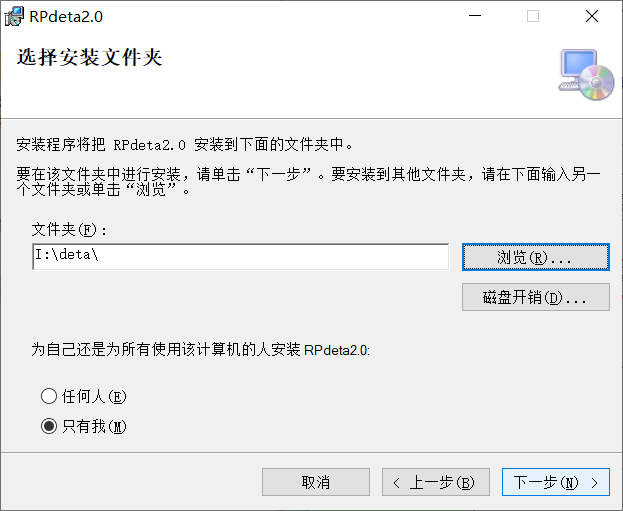 RPdeta2.0
选择安装文件夹
安装程序将把 RPdeta2.0 安装到下面的文件夹中。
要在该文件夹中进行安装，请单击“下一步”。要安装到其他文件夹，请在下面输入另一
个文件夹或单击“浏览”。
文件夹(F)：
I:\deta\
浏览(R)...
磁盘开销(D)...
为自己还是为所有使用该计算机的人安装 RPdeta2.0:
任何人(E)
只有我(M)
取消
< 上一步(B)
下一步(N) >